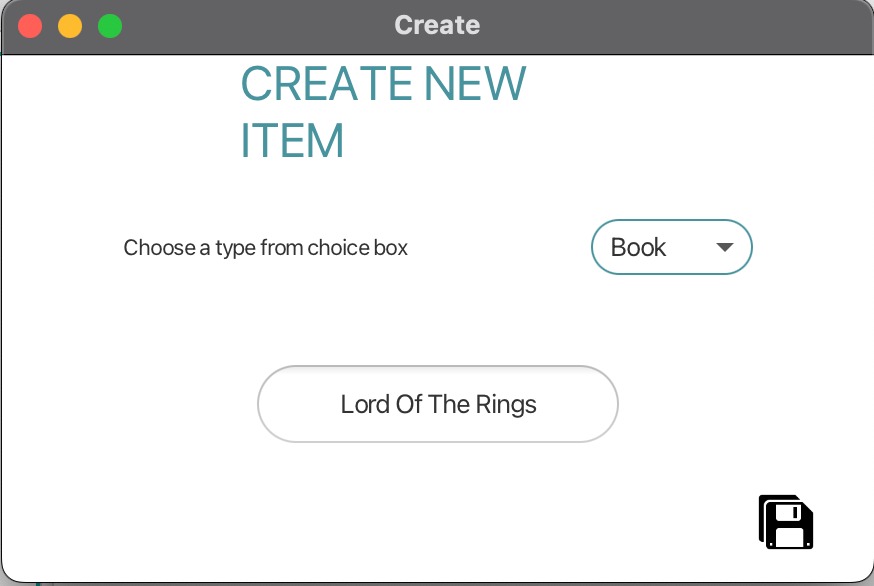 Create
CREATE NEW
ITEM
Choose a type from choice box
Book
Lord Of The Rings